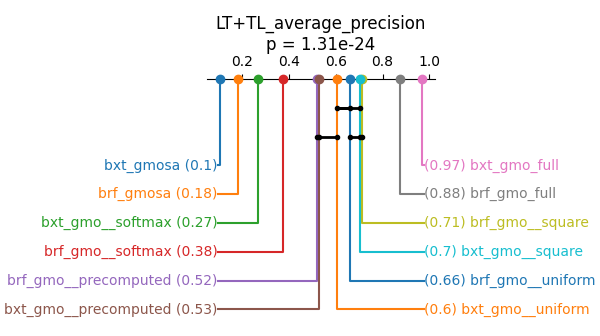 LT+TL_average_precision
p = 1.31e-24
0.2 0.4 0.6 0.8 1.0
bxt_gmosa (0.1) (0.97) bxt_gmo_full
brf_gmosa (0.18) (0.88) brf_gmo_full
bxt_gmo__softmax (0.27) (0.71) brf_gmo__square
brf_gmo__softmax (0.38) (0.7) bxt_gmo__square
brf_gmo__precomputed (0.52) (0.66) brf_gmo__uniform
bxt_gmo__precomputed (0.53) (0.6) bxt_gmo__uniform